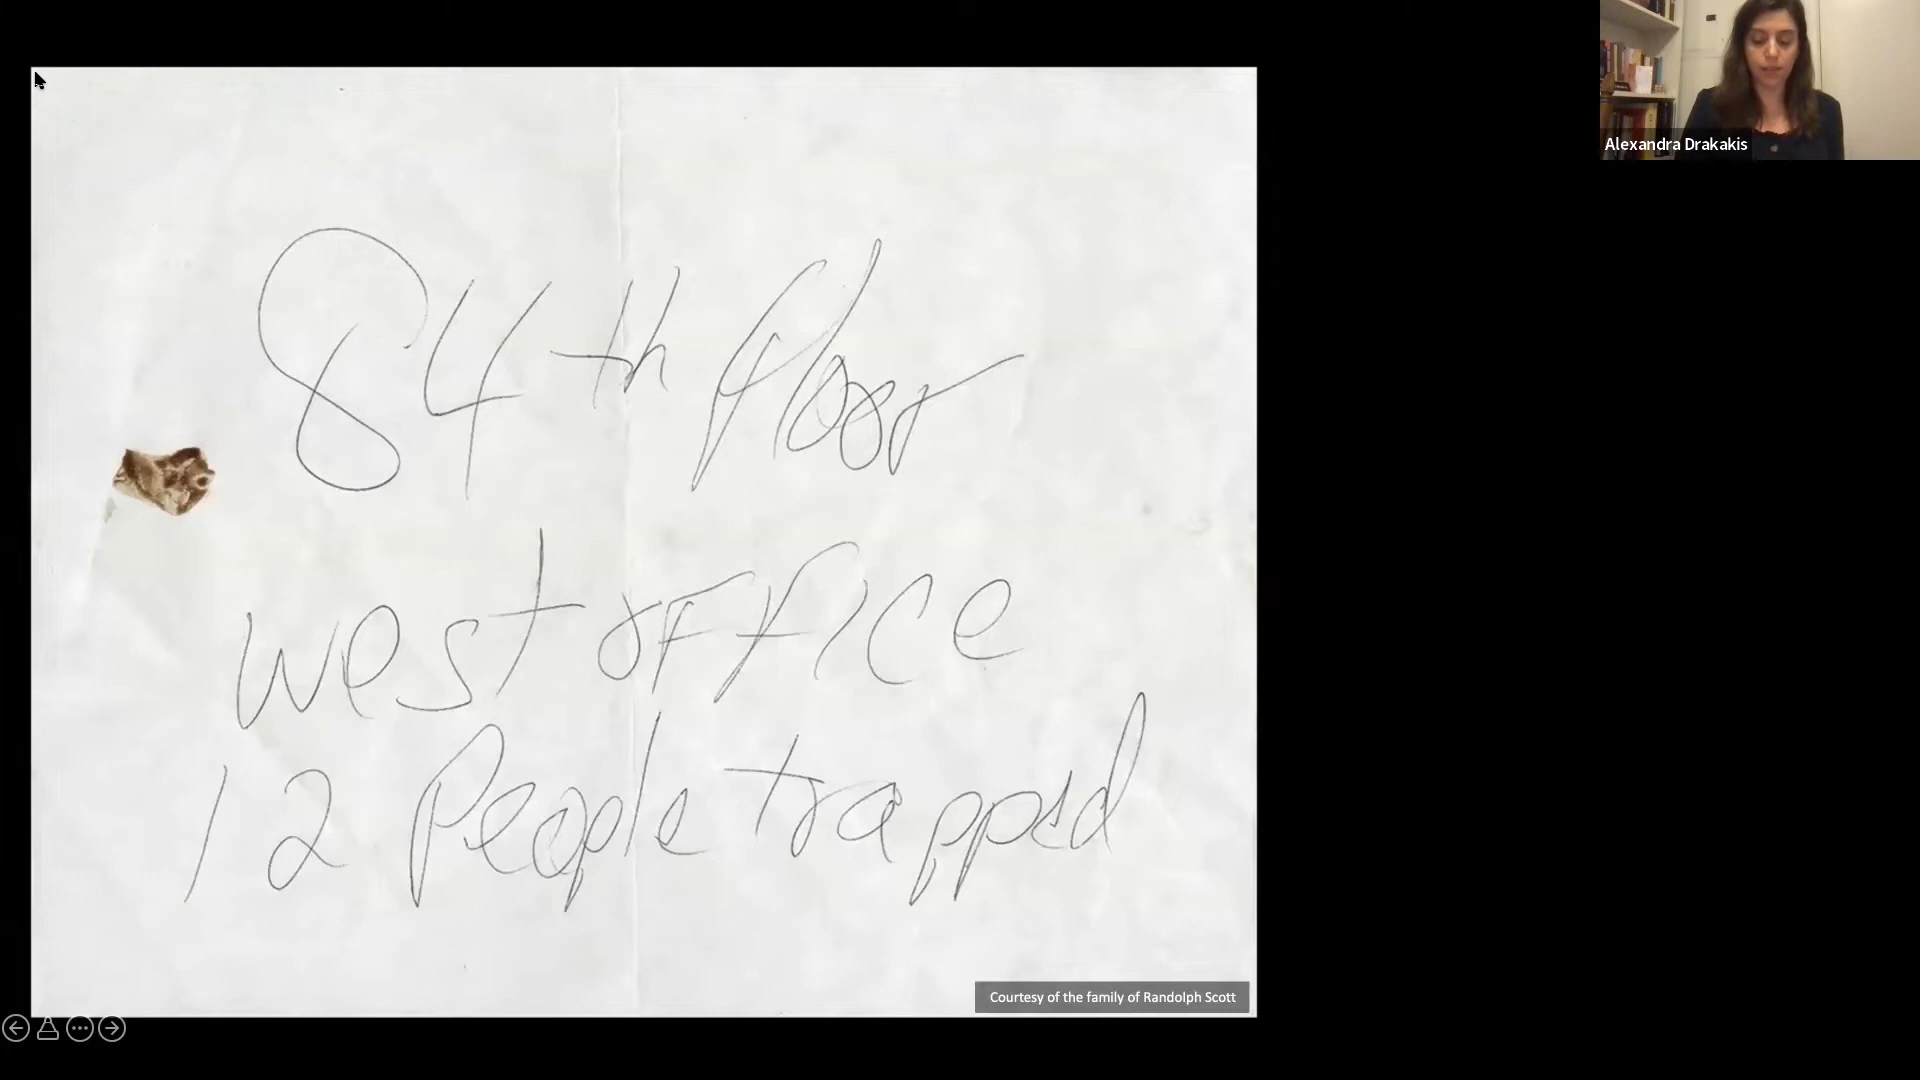 Alexandra Drakakis
84th floor
west office
12 People trapped
Courtesy of the family of Randolph Scott